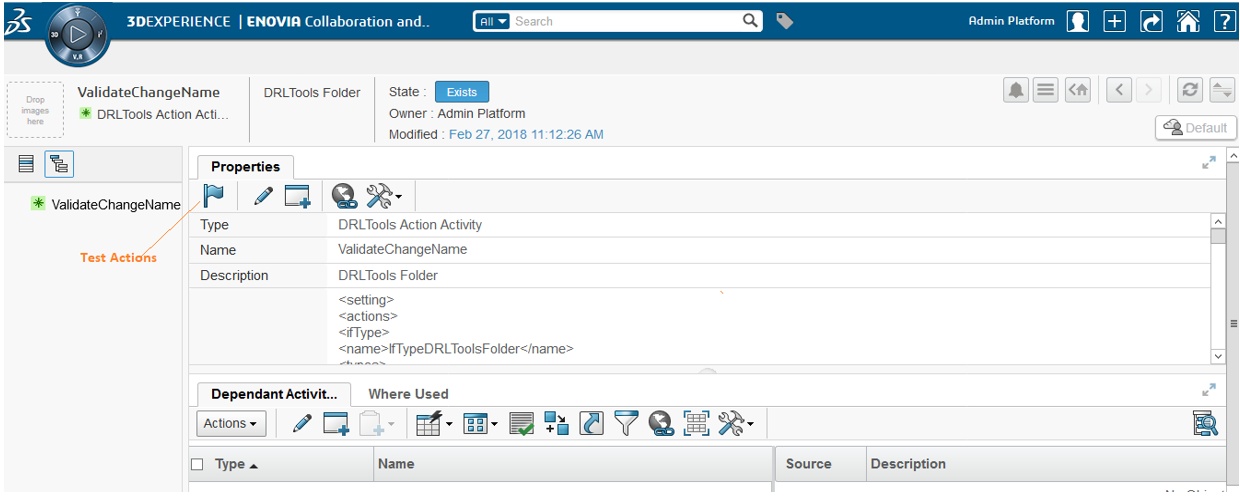 3DEXPERIENCE | ENOVIA Collaboration and..
All
Search
Admin Platform
3D
V.R
Drop
images
here
ValidateChangeName
DRLTools Action Acti...
DRLTools Folder
State : Exists
Owner : Admin Platform
Modified : Feb 27, 2018 11:12:26 AM
Default
ValidateChangeName
Test Actions
Properties
Type DRLTools Action Activity
Name ValidateChangeName
Description DRLTools Folder
<setting>
<actions>
<ifType>
<name>IfTypeDRLToolsFolder</name>
<types>
Dependant Activit... Where Used
Actions
Type Name Source Description